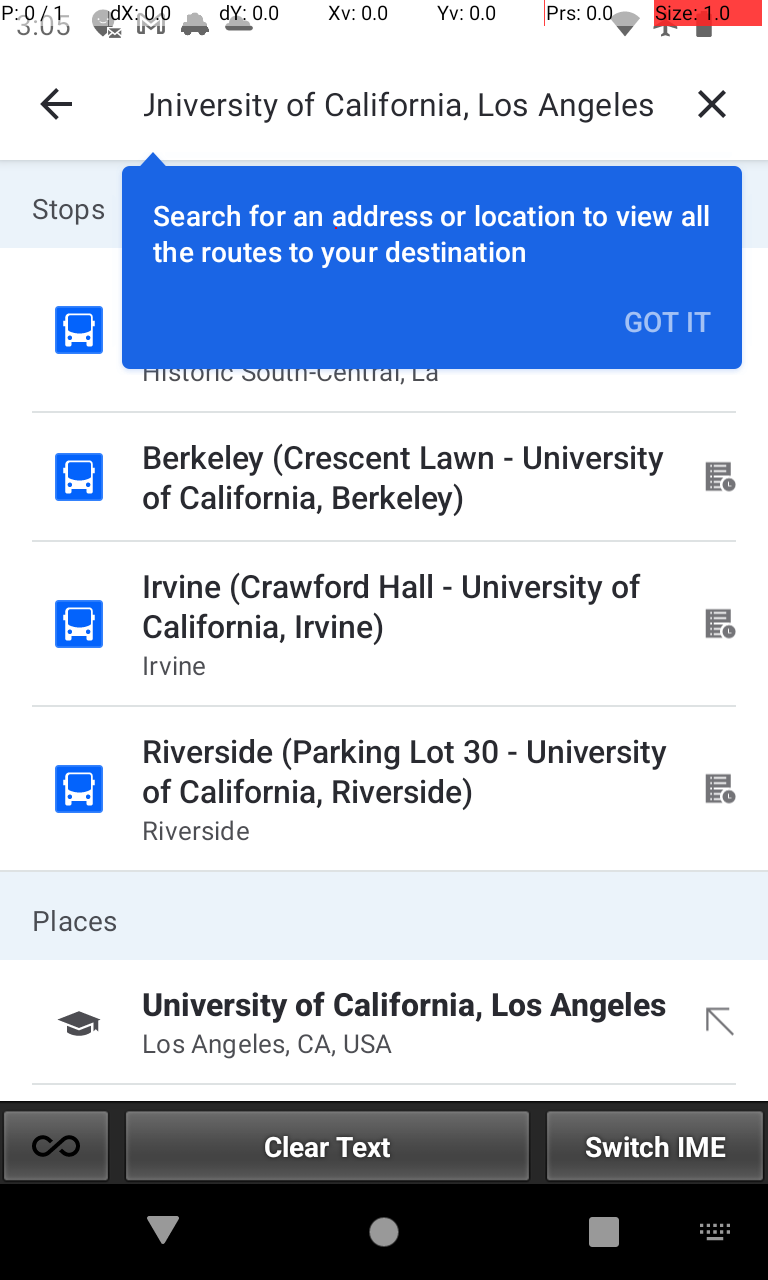 P: 0 / 1 dX: 0.0 dY: 0.0 Xv: 0.0 Yv: 0.0 Prs: 0.0 Size: 1.0
3:05
University of California, Los Angeles
Stops
Search for an address or location to view all
the routes to your destination
GOT IT
Historic South-Central, La
Berkeley (Crescent Lawn - University
of California, Berkeley)
Irvine (Crawford Hall - University of
California, Irvine)
Irvine
Riverside (Parking Lot 30 - University
of California, Riverside)
Riverside
Places
University of California, Los Angeles
Los Angeles, CA, USA
Clear Text
Switch IME